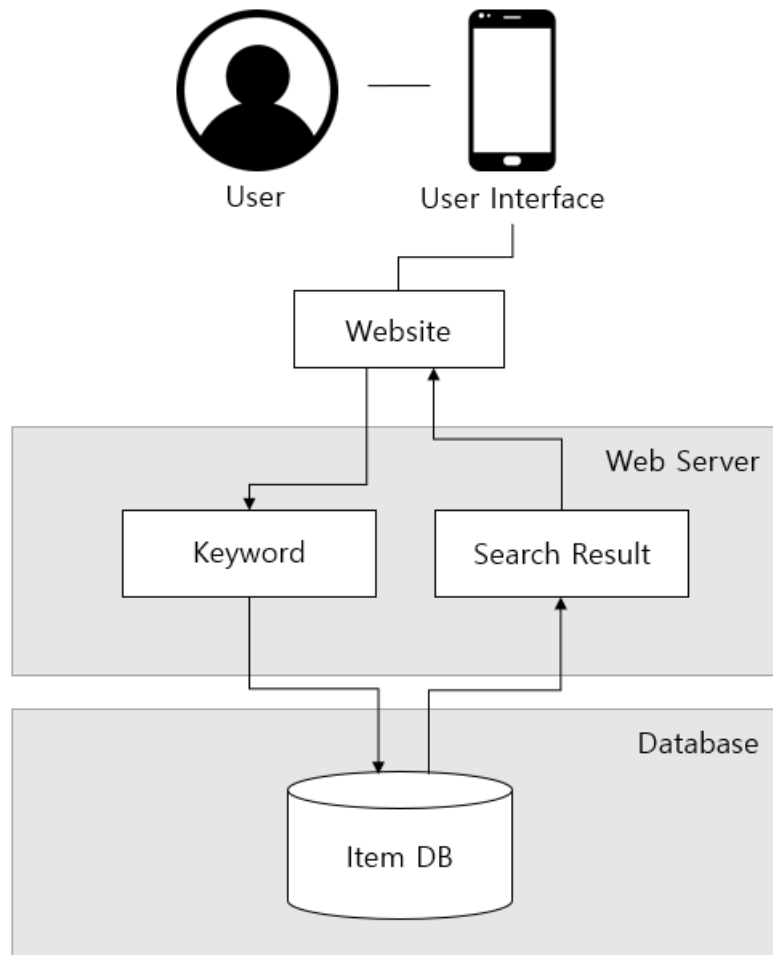 User
User Interface
Website
Web Server
Keyword
Search Result
Database
Item DB